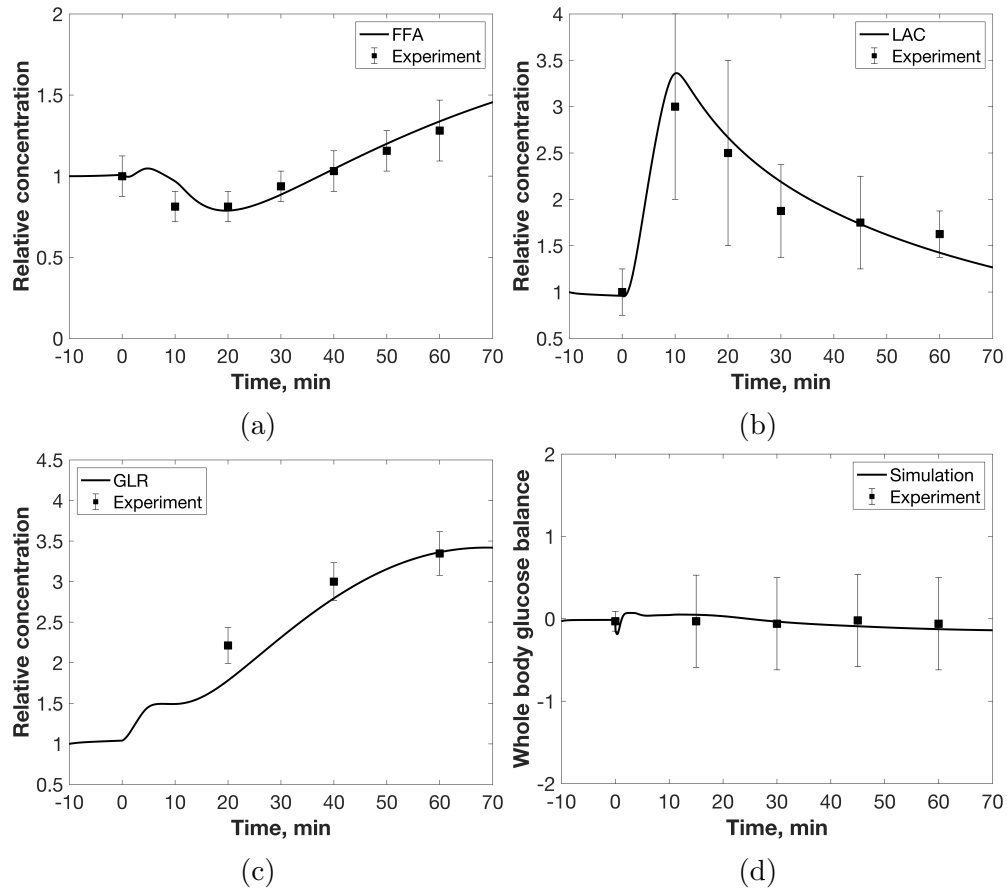 2
1.5
1
0.5
0
Relative concentration
FFA
Experiment
-10 0 10 20 30 40 50 60 70
Time, min
(a)
4
3.5
3
2.5
2
1.5
1
0.5
Relative concentration
LAC
Experiment
-10 0 10 20 30 40 50 60 70
Time, min
(b)
4.5
4
3.5
3
2.5
2
1.5
1
0.5
Relative concentration
GLR
Experiment
-10 0 10 20 30 40 50 60 70
Time, min
(c)
2
1
0
-1
-2
Whole body glucose balance
Simulation
Experiment
-10 0 10 20 30 40 50 60 70
Time, min
(d)